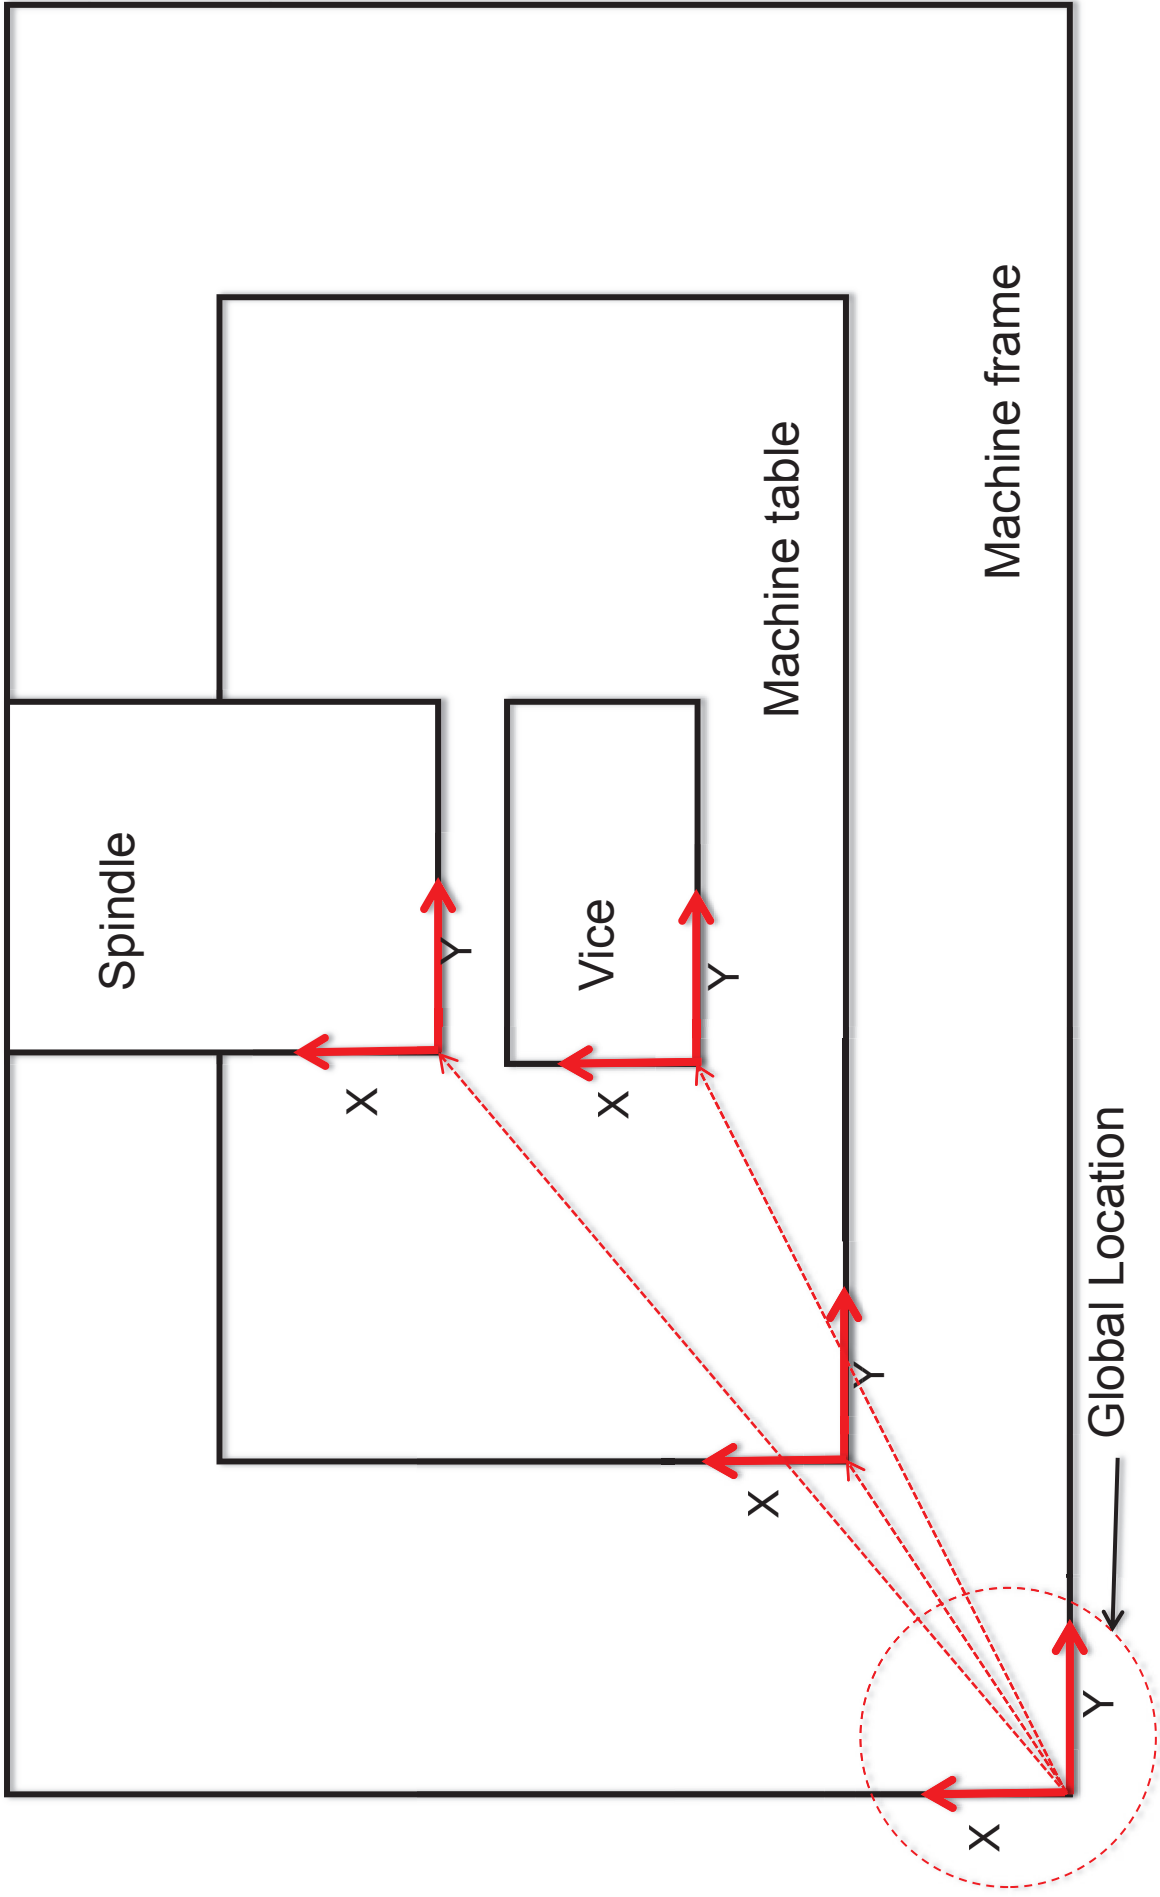 Spindle
X
Y
Vice
X
Y
Machine table
X
Y
Machine frame
X
Y
Global Location